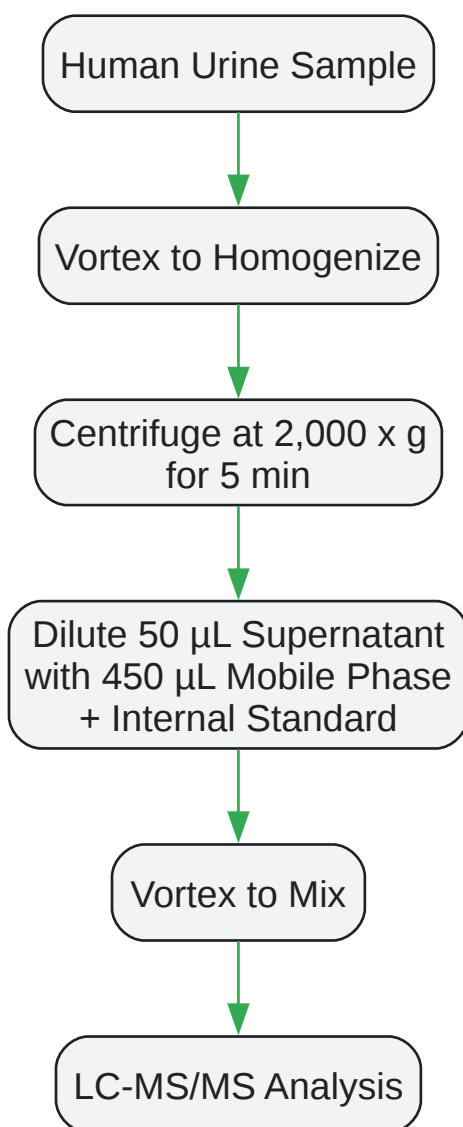 Human Urine Sample
Vortex to Homogenize
Centrifuge at 2,000 x g
for 5 min
Dilute 50 µL Supernatant
with 450 µL Mobile Phase
+ Internal Standard
Vortex to Mix
LC-MS/MS Analysis